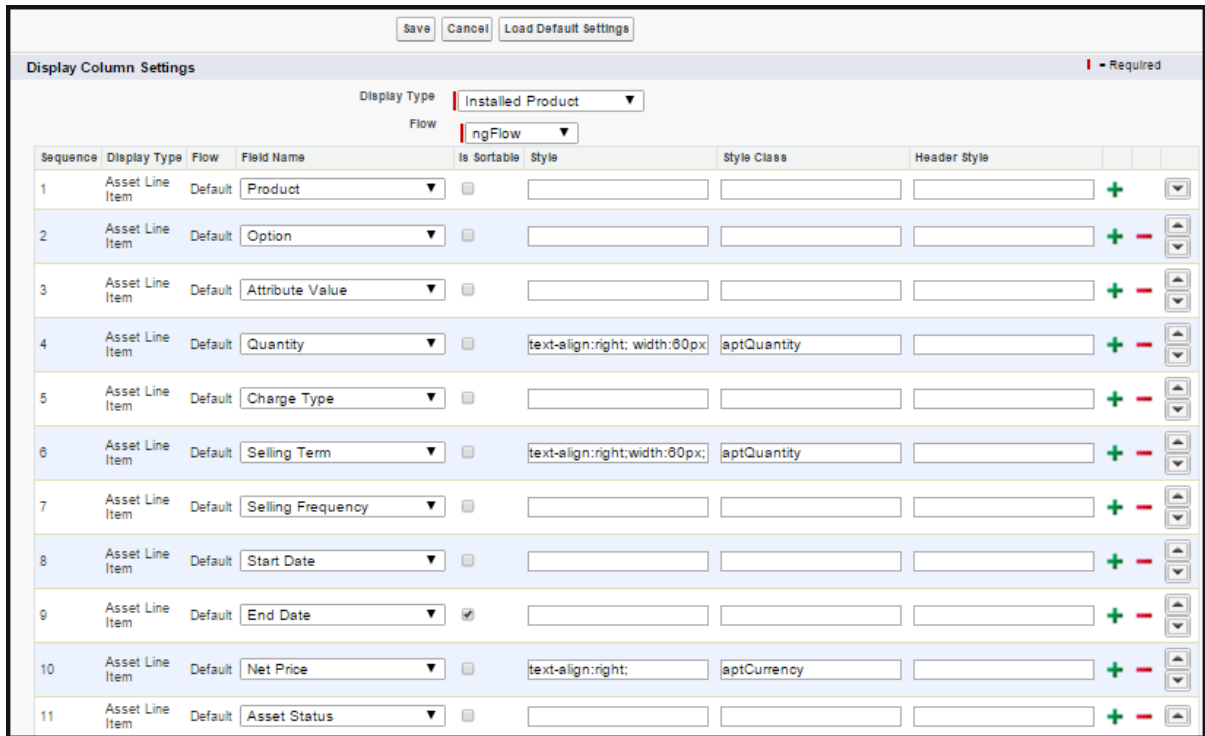 Save Cancel Load Default Settings
Display Column Settings = Required
Display Type Installed Product
Flow ngFlow
Sequence Display Type Flow Field Name Is Sortable Style Style Class Header Style
1 Asset Line Item Default Product
2 Asset Line Item Default Option
3 Asset Line Item Default Attribute Value
4 Asset Line Item Default Quantity text-align:right; width:60px aptQuantity
5 Asset Line Item Default Charge Type
6 Asset Line Item Default Selling Term text-align:right;width:60px; aptQuantity
7 Asset Line Item Default Selling Frequency
8 Asset Line Item Default Start Date
9 Asset Line Item Default End Date
10 Asset Line Item Default Net Price text-align:right; aptCurrency
11 Asset Line Item Default Asset Status